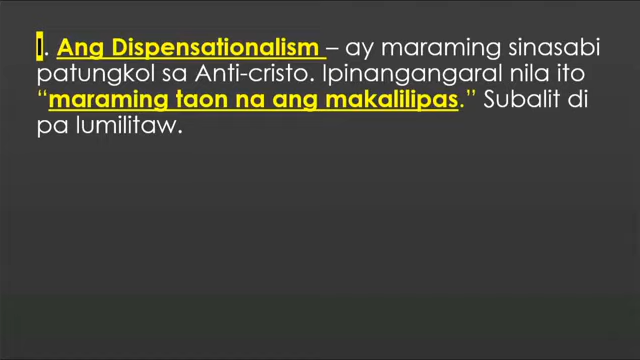 I. Ang Dispensationalism – ay maraming sinasabi
patungkol sa Anti-cristo. Ipinangangaral nila ito
“maraming taon na ang makalilipas.” Subalit di
pa lumilitaw.